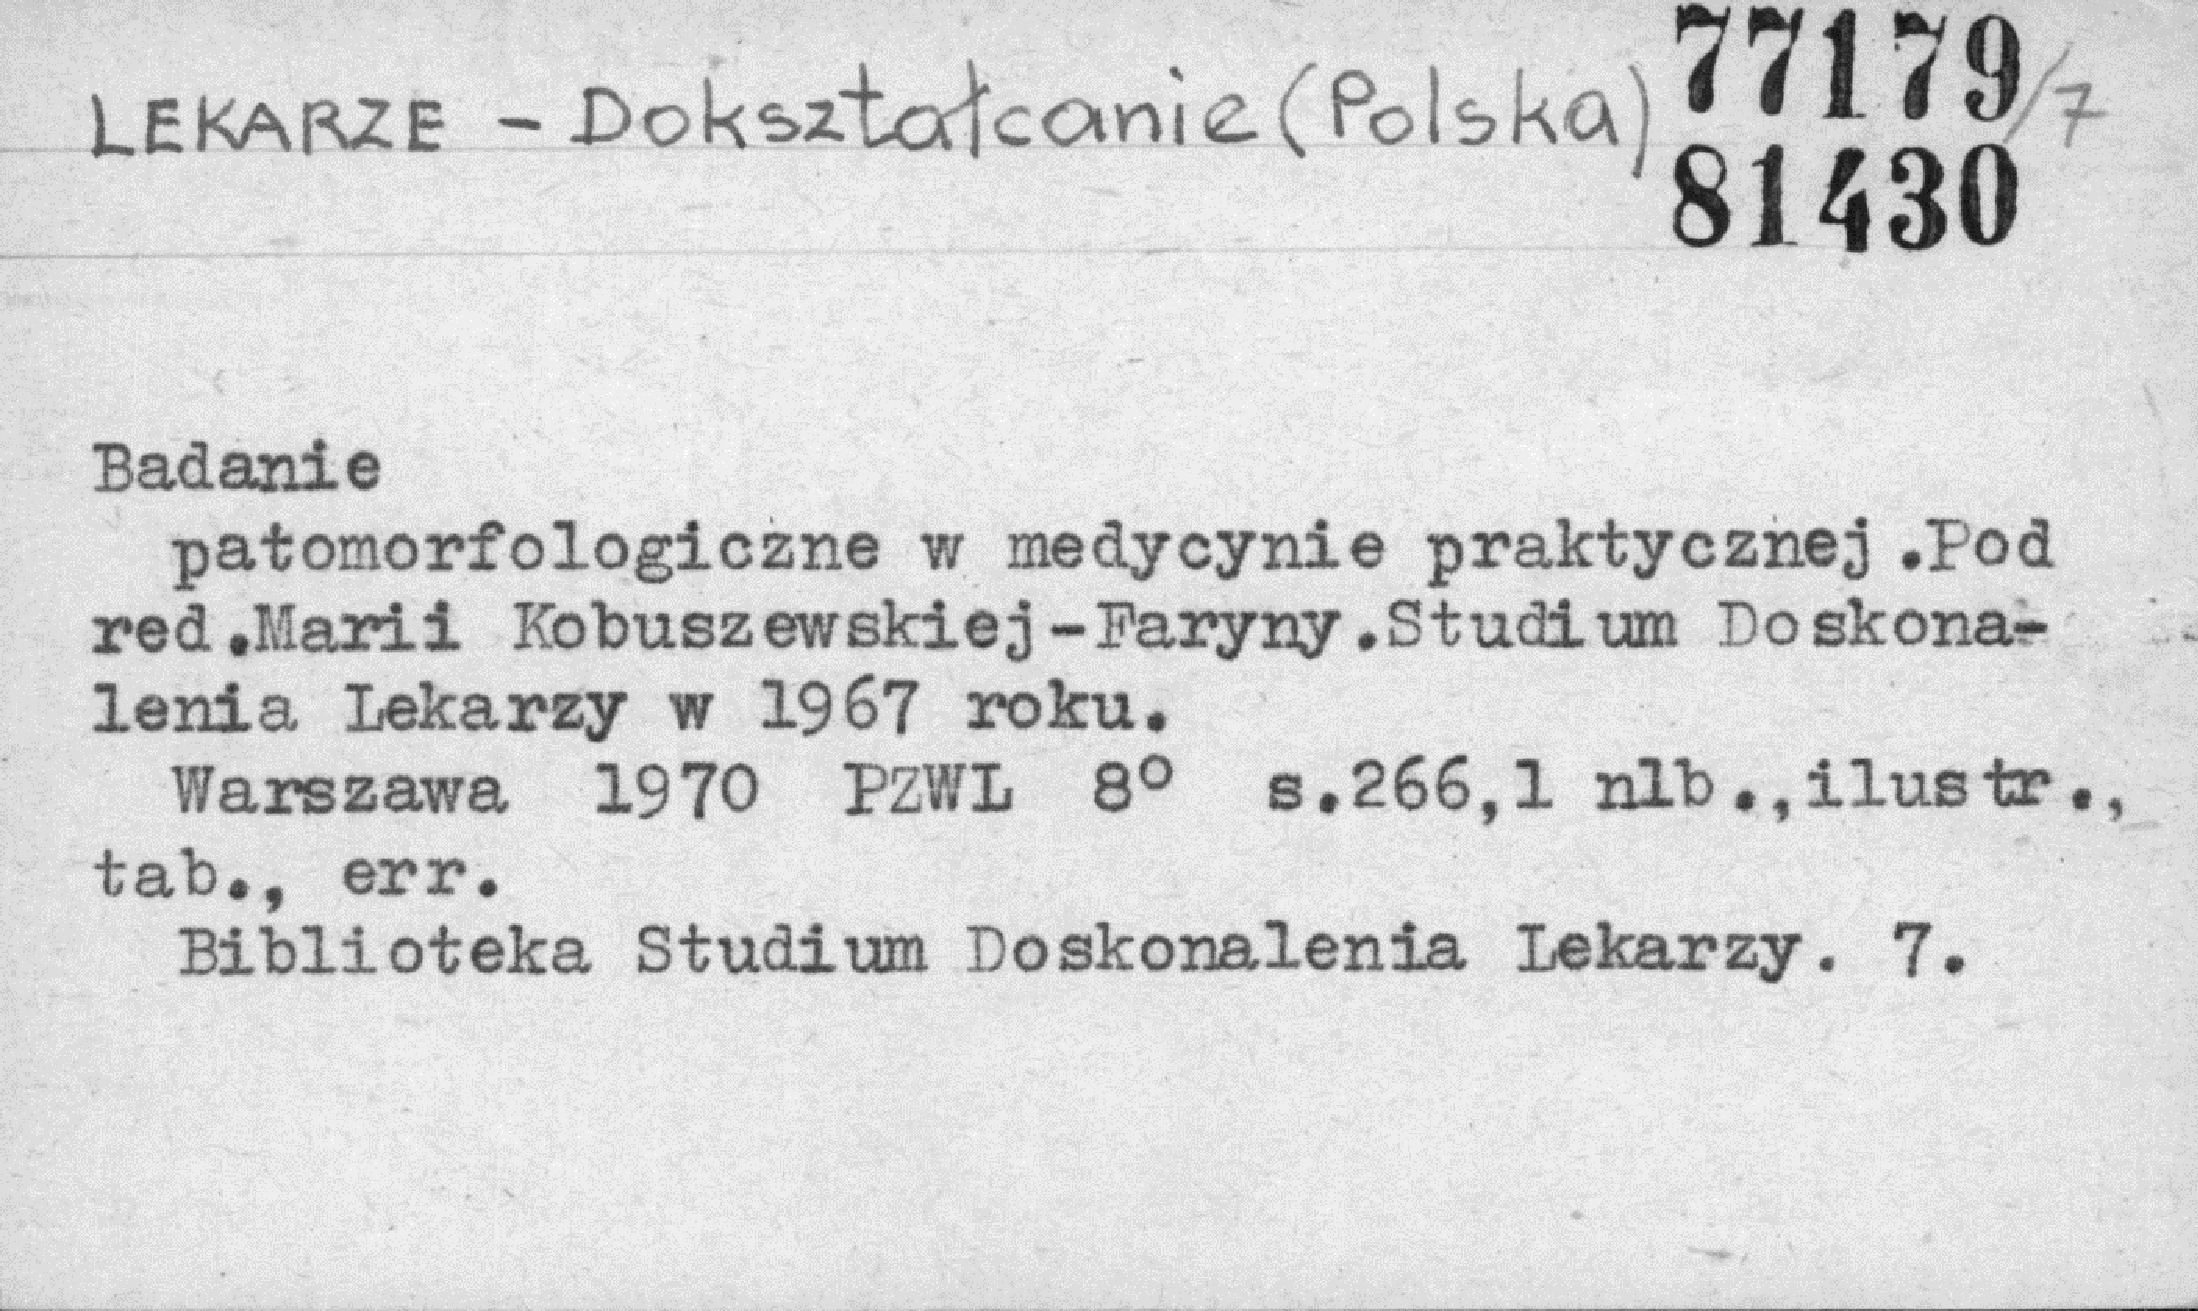 LEKARZE - Dokształcanie (Polska) 77179/7
81430
Badanie
patomorfologiczne w medycynie praktycznej.Pod
red.Marii Kobuszewskiej-Faryny.Studium Doskona-
lenia Lekarzy w 1967 roku.
Warszawa 1970 PZWL 8° s.266,1 nlb.,ilustr.,
tab., err.
Biblioteka Studium Doskonalenia Lekarzy. 7.